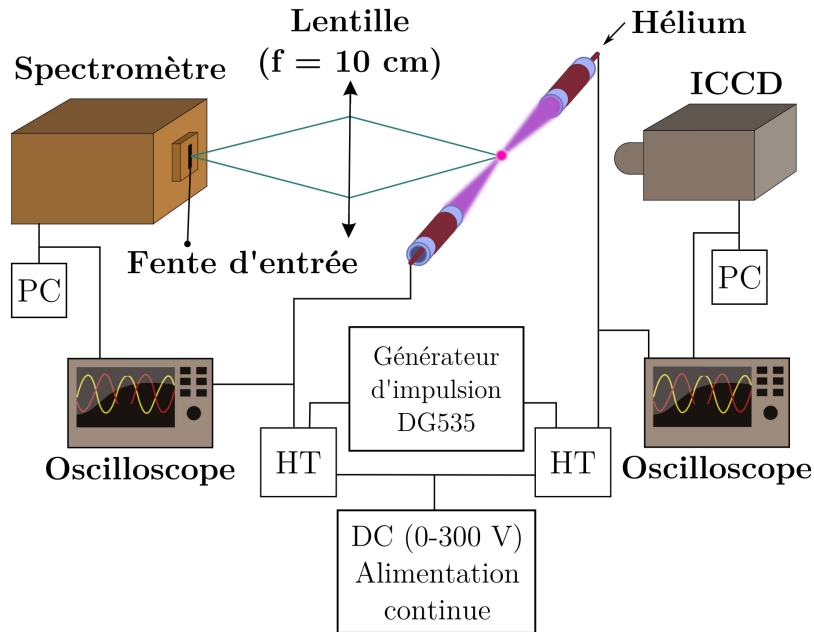 Lentille
(f = 10 cm)
Hélium
Spectromètre
ICCD
Fente d'entrée
PC
PC
Générateur
d'impulsion
DG535
Oscilloscope
HT
HT
Oscilloscope
DC (0-300 V)
Alimentation
continue